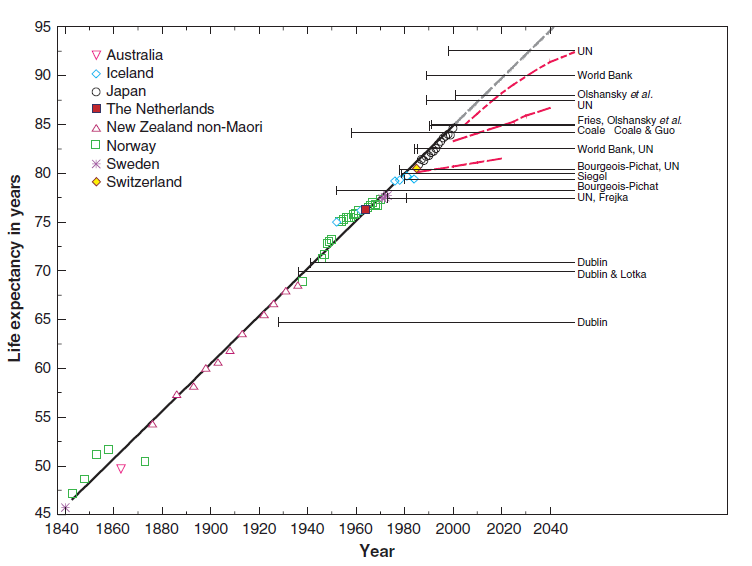 95
90
85
80
75
70
65
60
55
50
45
Life expectancy in years
Australia
Iceland
Japan
The Netherlands
New Zealand non-Maori
Norway
Sweden
Switzerland
UN
World Bank
Olshansky et al.
UN
Fries, Olshansky et al.
Coale Coale & Guo
World Bank, UN
Bourgeois-Pichat, UN
Siegel
Bourgeois-Pichat
UN, Frejka
Dublin
Dublin & Lotka
Dublin
1840 1860 1880 1900 1920 1940 1960 1980 2000 2020 2040
Year